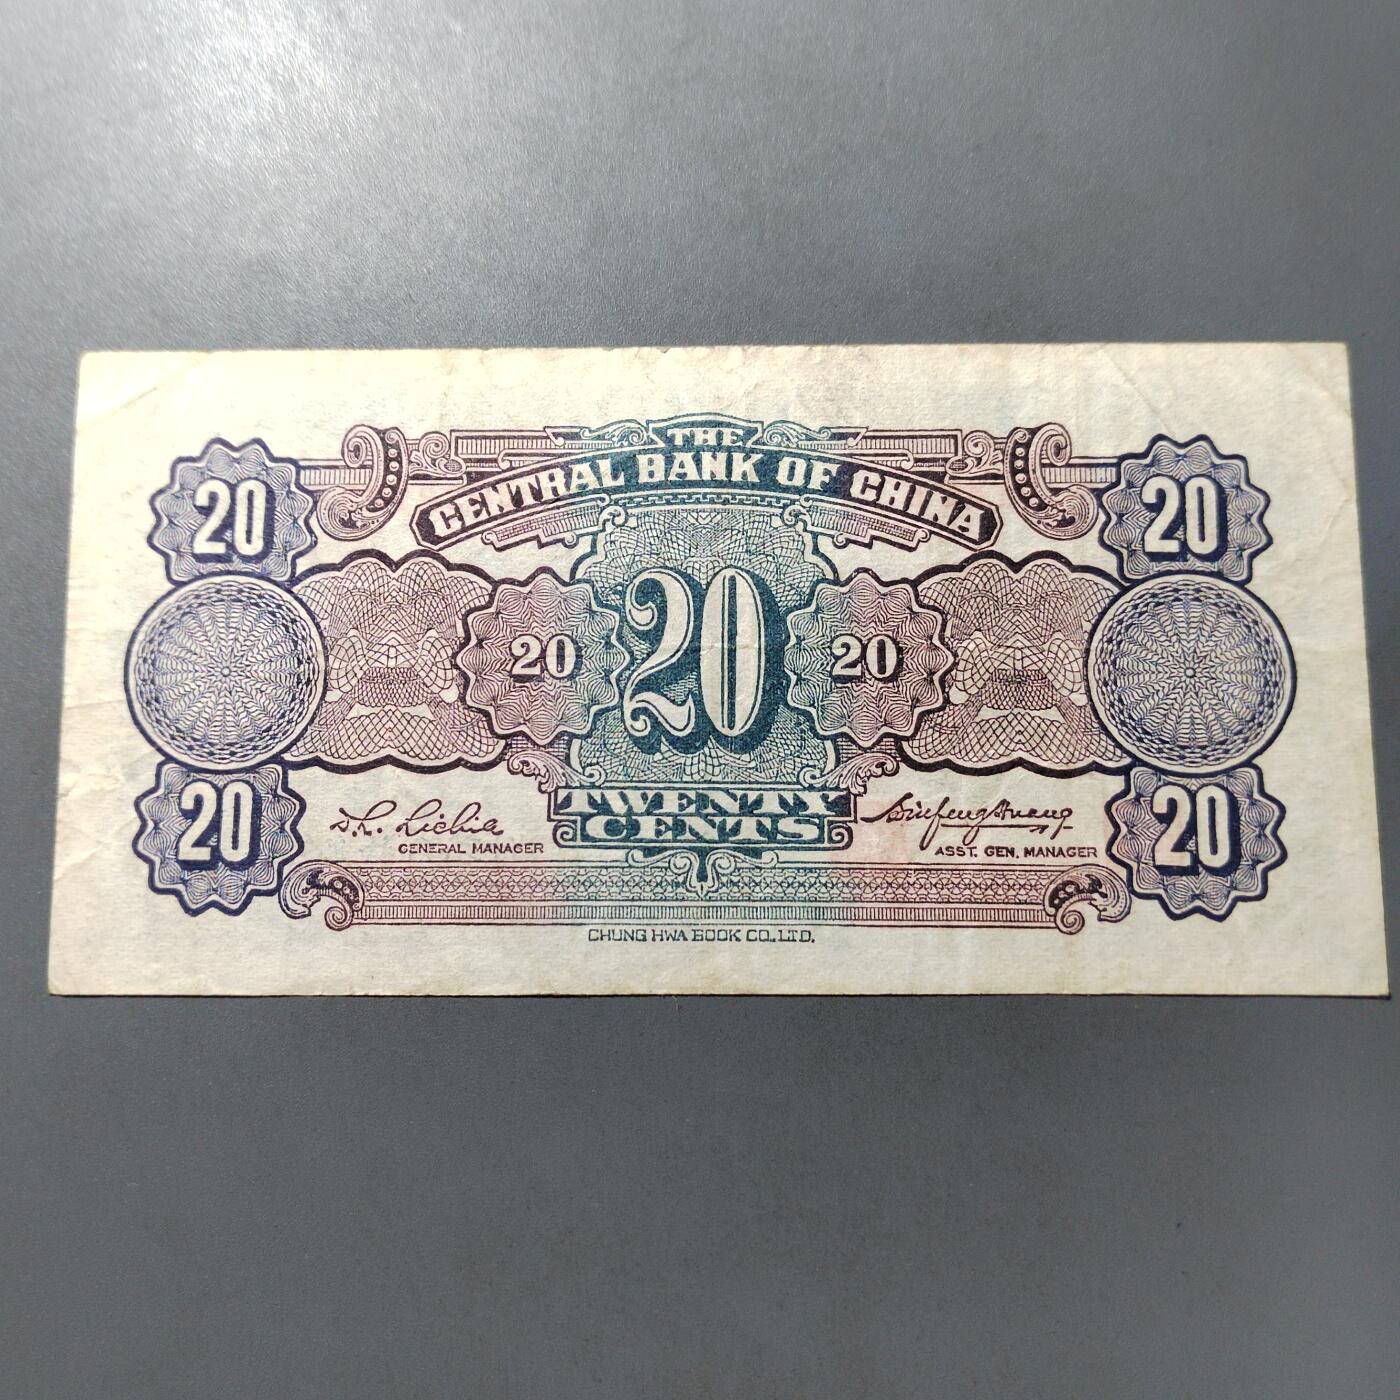 THE
CENTRAL BANK OF CHINA
20
20
20
20
20
TWENTY
CENTS
20
20
GENERAL MANAGER
ASST. GEN. MANAGER
CHUNG HWA BOOK CO., LTD.